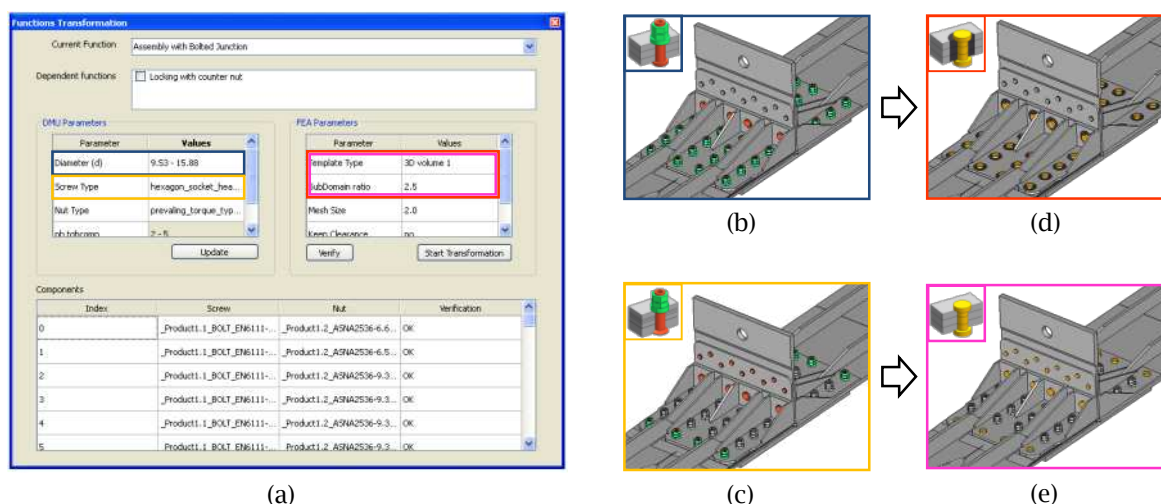 Functions Transformation
Current Function
Assembly with Bolted Junction
Dependent functions
Locking with counter nut
DMU Parameters
Parameter Values
Diameter (d) 9.53 - 15.88
Screw Type hexagon_socket_hea...
Nut Type prevaling_torque_typ...
nb tobcomp 2 - 5
Update
FEA Parameters
Parameter Values
Template Type 3D volume 1
SubDomain ratio 2.5
Mesh Size 2.0
Keep Clearance no
Verify Start Transformation
Components
Index Screw Nut Verification
0 _Product1.1_BOLT_EN6111-... _Product1.2_ASNA2536-6.6... OK
1 _Product1.1_BOLT_EN6111-... _Product1.2_ASNA2536-6.5... OK
2 _Product1.1_BOLT_EN6111-... _Product1.2_ASNA2536-9.3... OK
3 _Product1.1_BOLT_EN6111-... _Product1.2_ASNA2536-9.3... OK
4 _Product1.1_BOLT_EN6111-... _Product1.2_ASNA2536-9.3... OK
5 _Product1.1_BOLT_EN6111-... _Product1.2_ASNA2536-9.3... OK
(a)
(b)
(d)
(c)
(e)